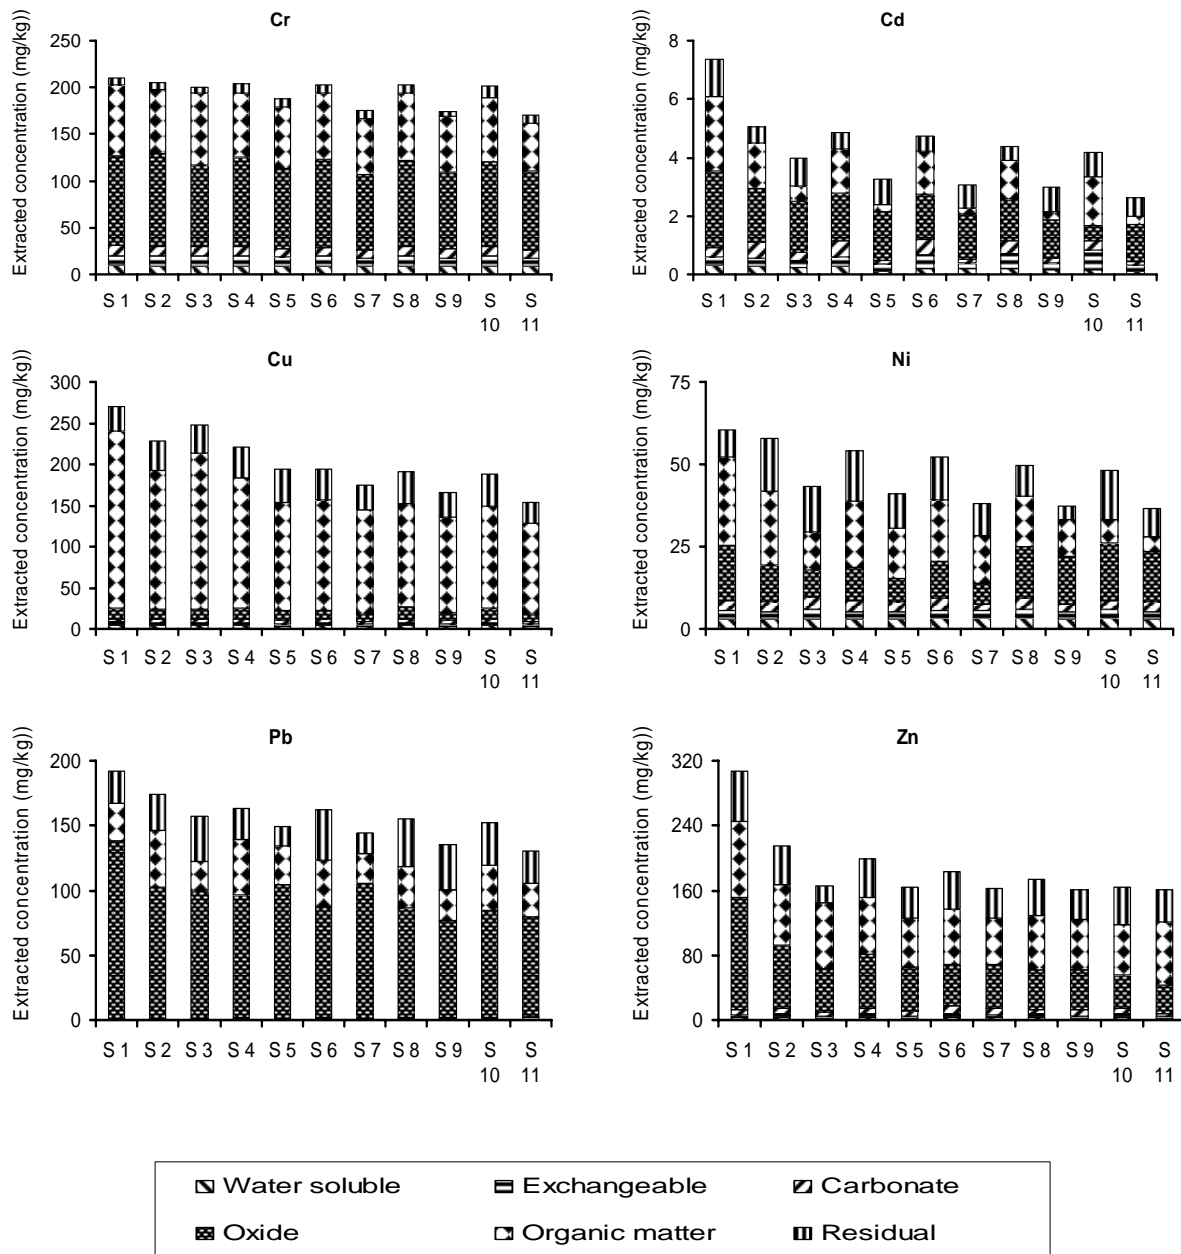 Cr
Extracted concentration (mg/kg))
250
200
150
100
50
0
S 1 S 2 S 3 S 4 S 5 S 6 S 7 S 8 S 9 S 10 S 11
Cd
Extracted concentration (mg/kg))
8
6
4
2
0
S 1 S 2 S 3 S 4 S 5 S 6 S 7 S 8 S 9 S 10 S 11
Cu
Extracted concentration (mg/kg))
300
250
200
150
100
50
0
S 1 S 2 S 3 S 4 S 5 S 6 S 7 S 8 S 9 S 10 S 11
Ni
Extracted concentration (mg/kg))
75
50
25
0
S 1 S 2 S 3 S 4 S 5 S 6 S 7 S 8 S 9 S 10 S 11
Pb
Extracted concentration (mg/kg))
200
150
100
50
0
S 1 S 2 S 3 S 4 S 5 S 6 S 7 S 8 S 9 S 10 S 11
Zn
Extracted concentration (mg/kg))
320
240
160
80
0
S 1 S 2 S 3 S 4 S 5 S 6 S 7 S 8 S 9 S 10 S 11
Water soluble Exchangeable Carbonate
Oxide Organic matter Residual